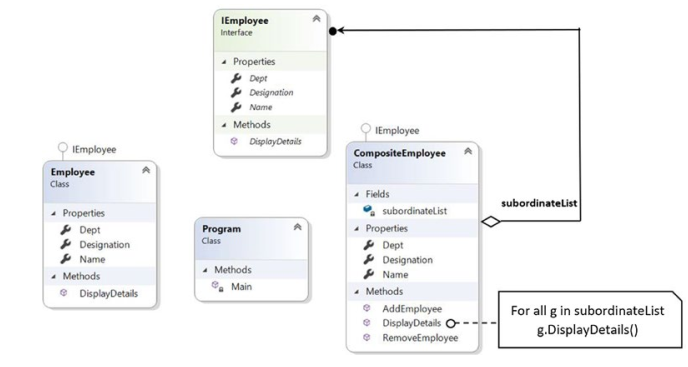 IEmployee
Interface
Properties
Dept
Designation
Name
Methods
DisplayDetails
IEmployee
Employee
Class
Properties
Dept
Designation
Name
Methods
DisplayDetails
Program
Class
Methods
Main
IEmployee
CompositeEmployee
Class
Fields
subordinateList
Properties
Dept
Designation
Name
Methods
AddEmployee
DisplayDetails
RemoveEmployee
subordinateList
For all g in subordinateList
g.DisplayDetails()